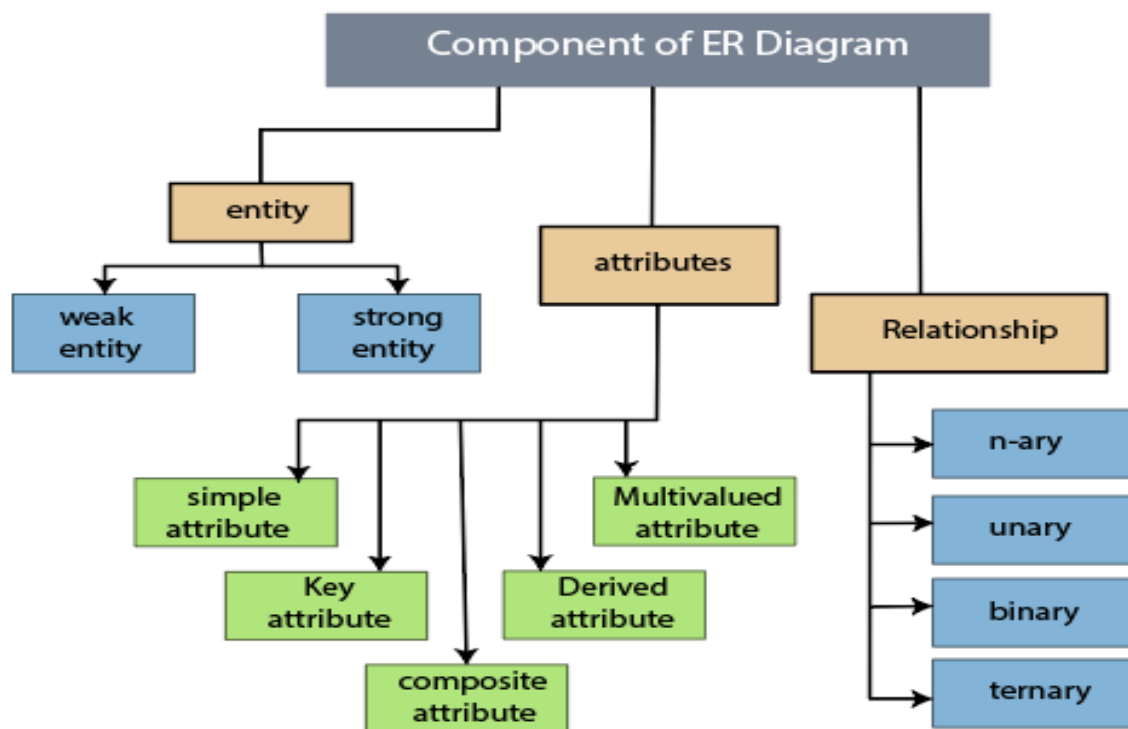 Component of ER Diagram
entity
attributes
Relationship
weak
entity
strong
entity
simple
attribute
Key
attribute
composite
attribute
Derived
attribute
Multivalued
attribute
n-ary
unary
binary
ternary